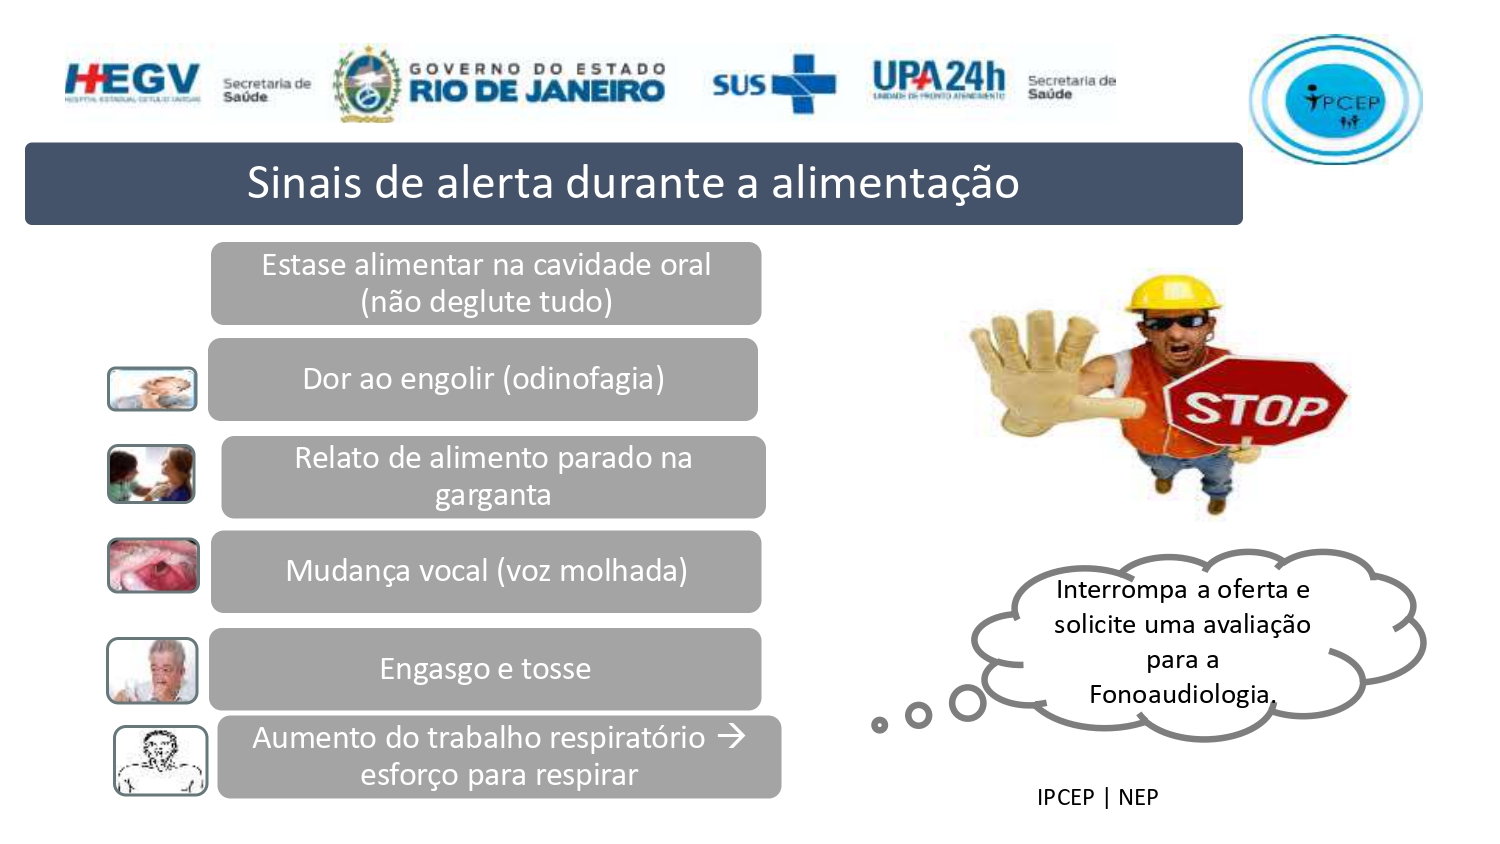 HEGV
HOSPITAL ESTADUAL GETULIO VARGAS
Secretaria de
Saúde
GOVERNO DO ESTADO
RIO DE JANEIRO
SUS
UPA24h
UNIDADE DE PRONTO ATENDIMENTO
Secretaria de
Saúde
IPCEP
Sinais de alerta durante a alimentação
Estase alimentar na cavidade oral
(não deglute tudo)
Dor ao engolir (odinofagia)
Relato de alimento parado na
garganta
Mudança vocal (voz molhada)
Engasgo e tosse
Aumento do trabalho respiratório →
esforço para respirar
STOP
Interrompa a oferta e
solicite uma avaliação
para a
Fonoaudiologia.
IPCEP | NEP